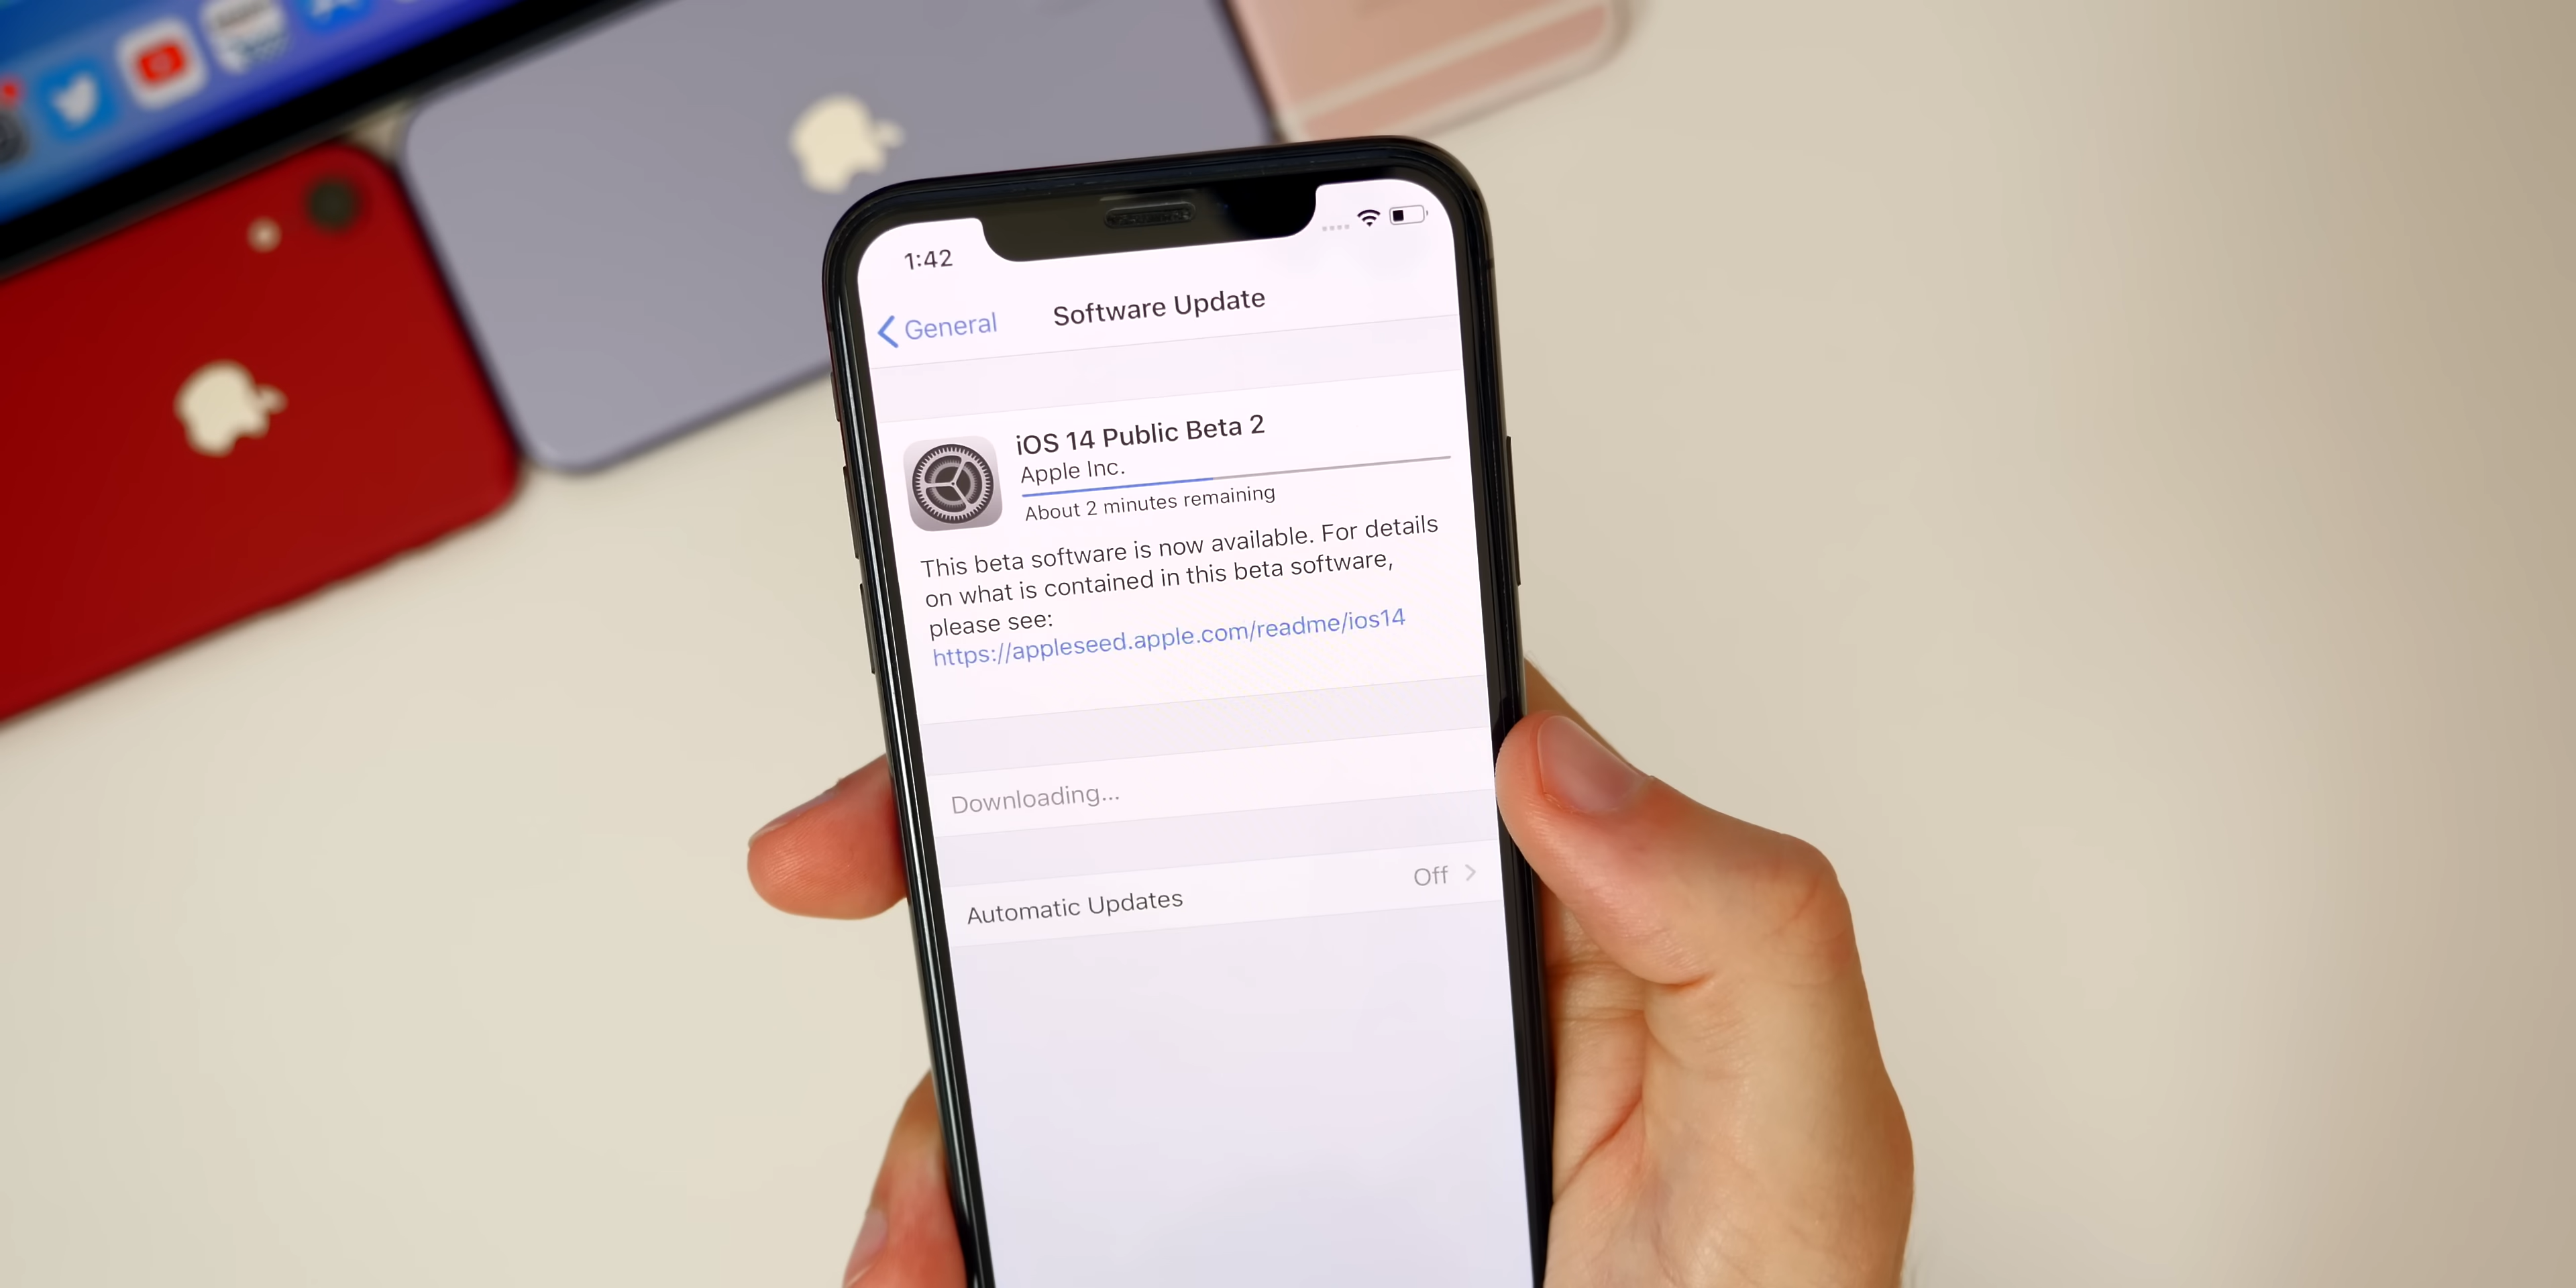 1:42
General
Software Update
iOS 14 Public Beta 2
Apple Inc.
About 2 minutes remaining
This beta software is now available. For details
on what is contained in this beta software,
please see:
https://appleseed.apple.com/readme/ios14
Downloading...
Automatic Updates
Off